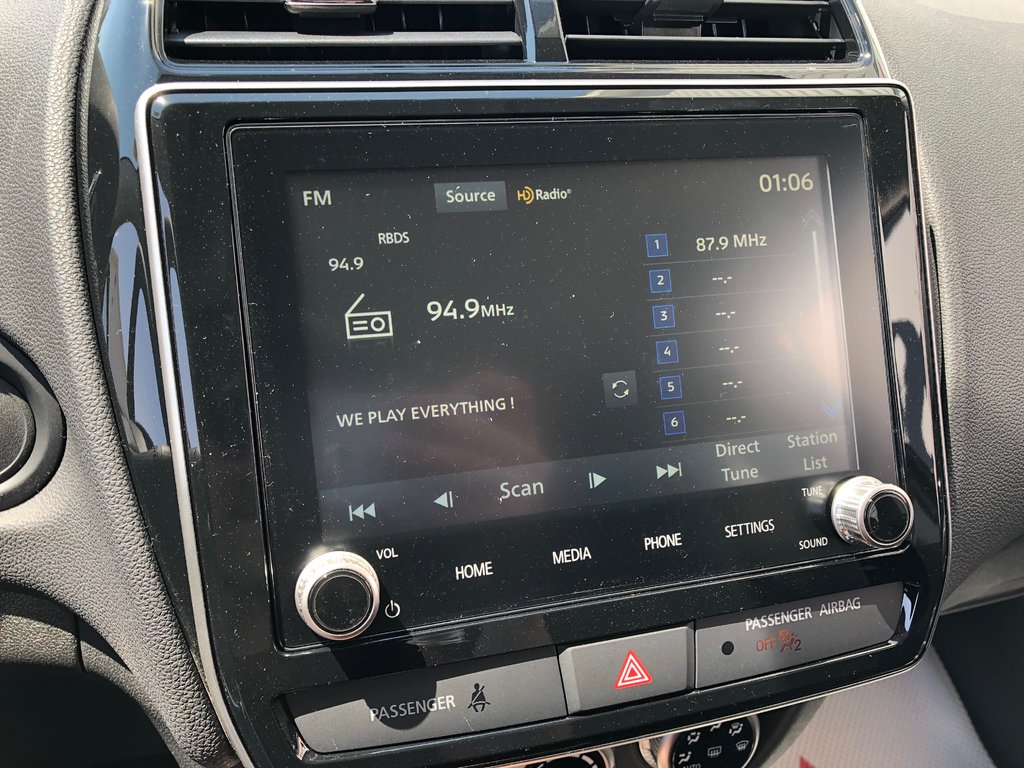 FM Source HD Radio® 01:06
RBDS
94.9
94.9MHz
1 87.9 MHz
2 --.-
3 --.-
4 --.-
5 --.-
6 --.-
WE PLAY EVERYTHING !
Scan
Direct
Tune
Station
List
VOL
HOME
MEDIA
PHONE
SETTINGS
TUNE
SOUND
PASSENGER
PASSENGER AIRBAG
OFF 2
AUTO